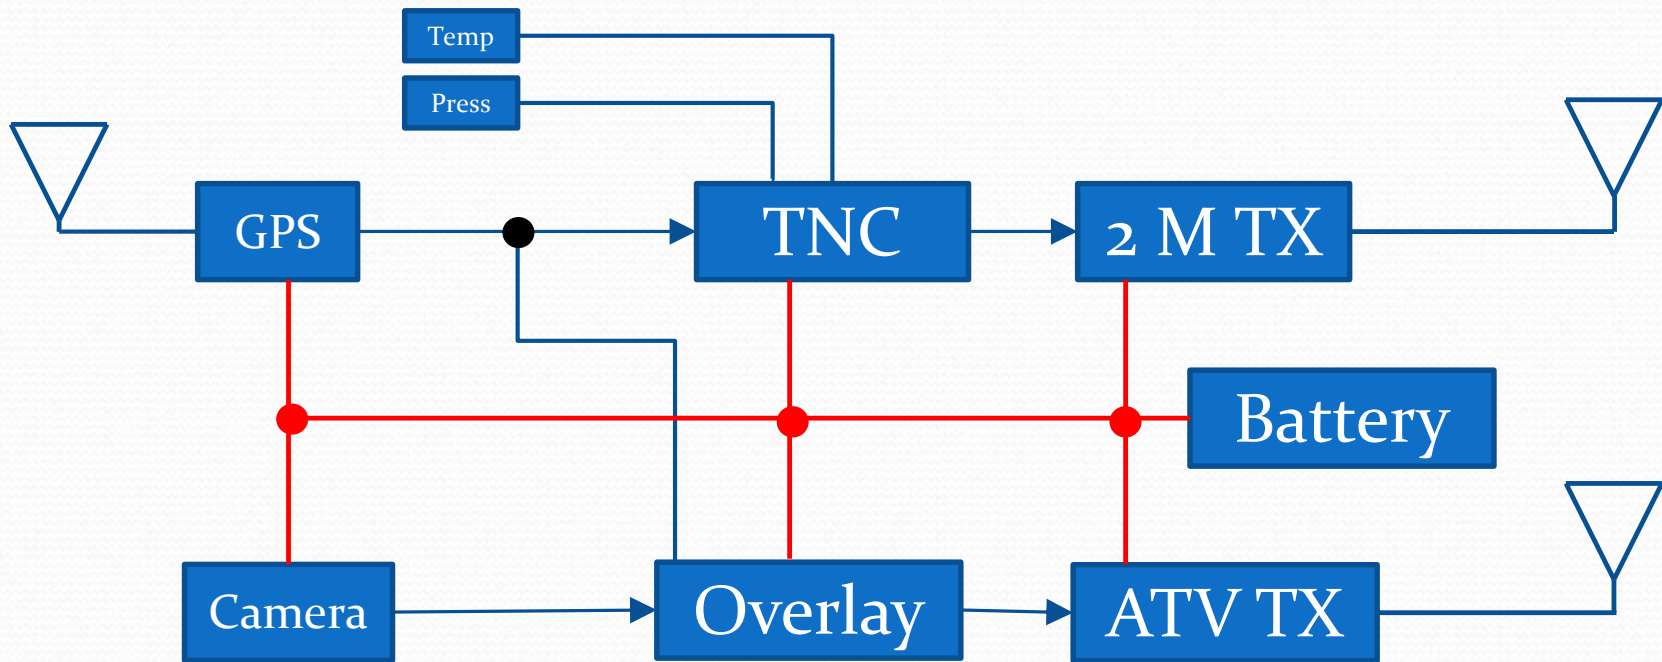 Temp
Press
GPS
TNC
2 M TX
Battery
Camera
Overlay
ATV TX